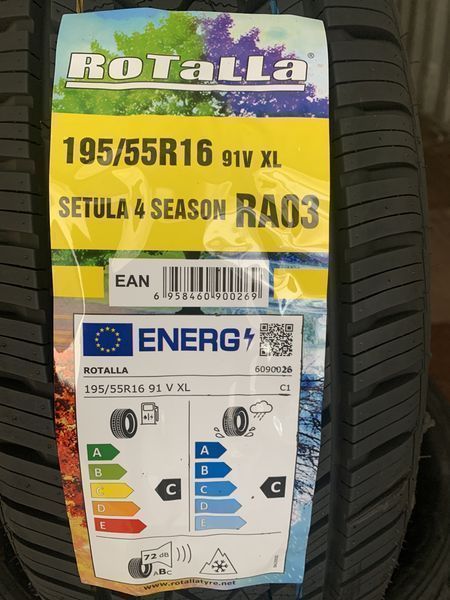 RoTaLLa®
195/55R16 91V XL
SETULA 4 SEASON RA03
EAN
6 958460 900269
ENERG
ROTALLA
195/55R16 91 V XL C1
A
B
C
D
E
C
A
B
C
D
E
C
72 dB
ABC
www.rotallatyre.net